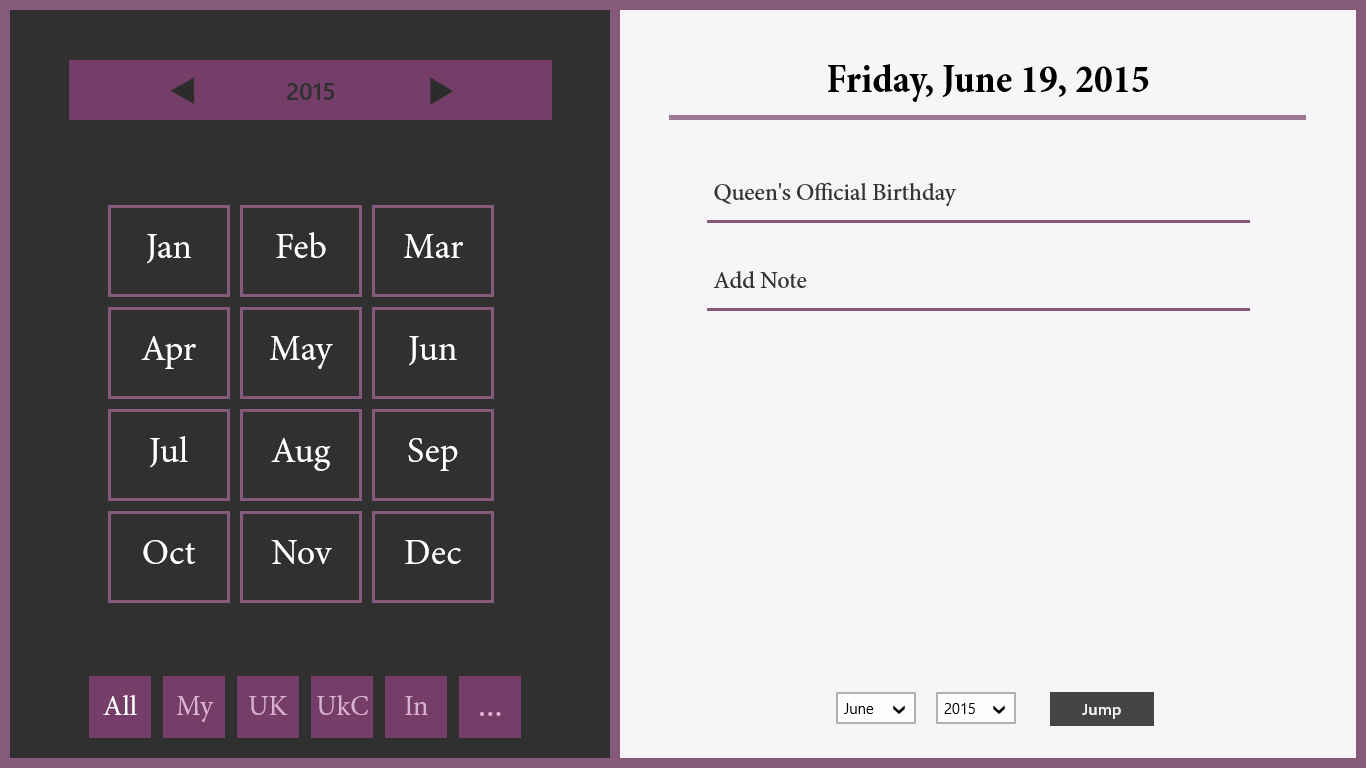 2015
Jan Feb Mar
Apr May Jun
Jul Aug Sep
Oct Nov Dec
All My UK UkC In ...
Friday, June 19, 2015
Queen's Official Birthday
Add Note
June 2015 Jump